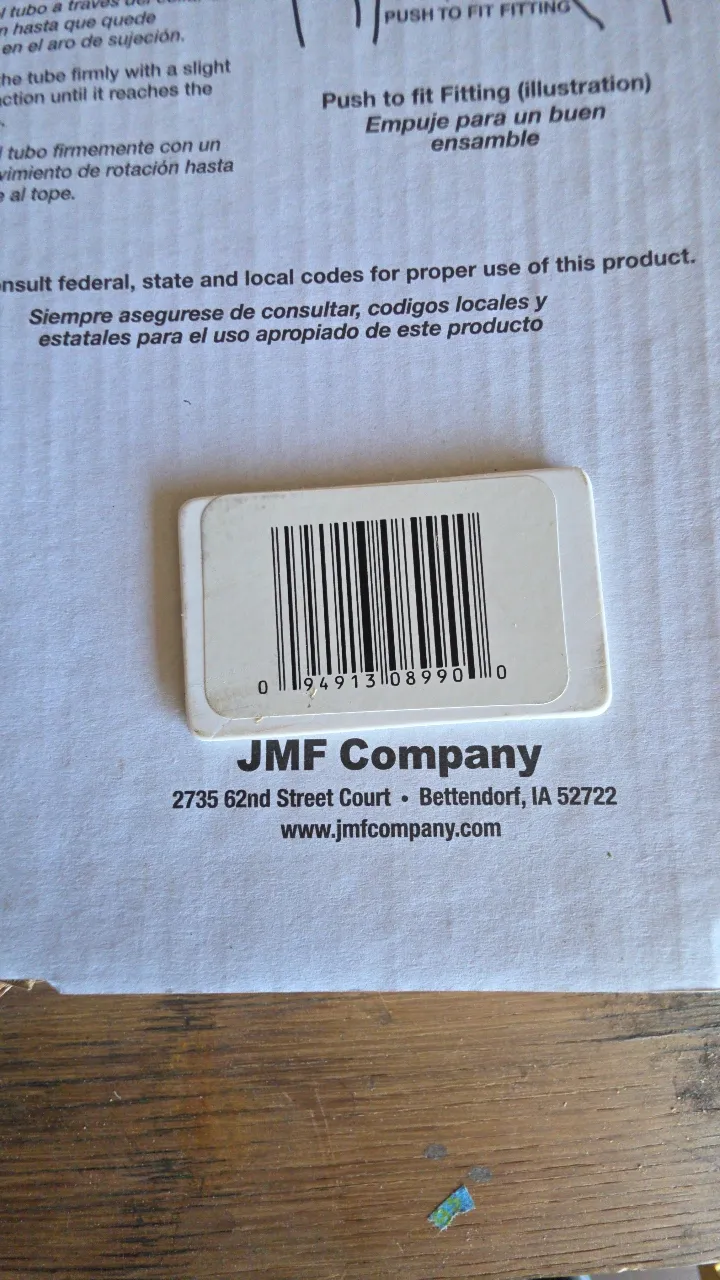 tubo a través del
hasta que quede
en el aro de sujeción.
the tube firmly with a slight
until it reaches the
tubo firmemente con un
de rotación hasta
al tope.
PUSH TO FIT FITTING
Push to fit Fitting (illustration)
Empuje para un buen
ensamble
federal, state and local codes for proper use of this product.
Siempre asegurese de consultar, codigos locales y
estatales para el uso apropiado de este producto
0 94913 08990 0
JMF Company
2735 62nd Street Court • Bettendorf, IA 52722
www.jmfcompany.com